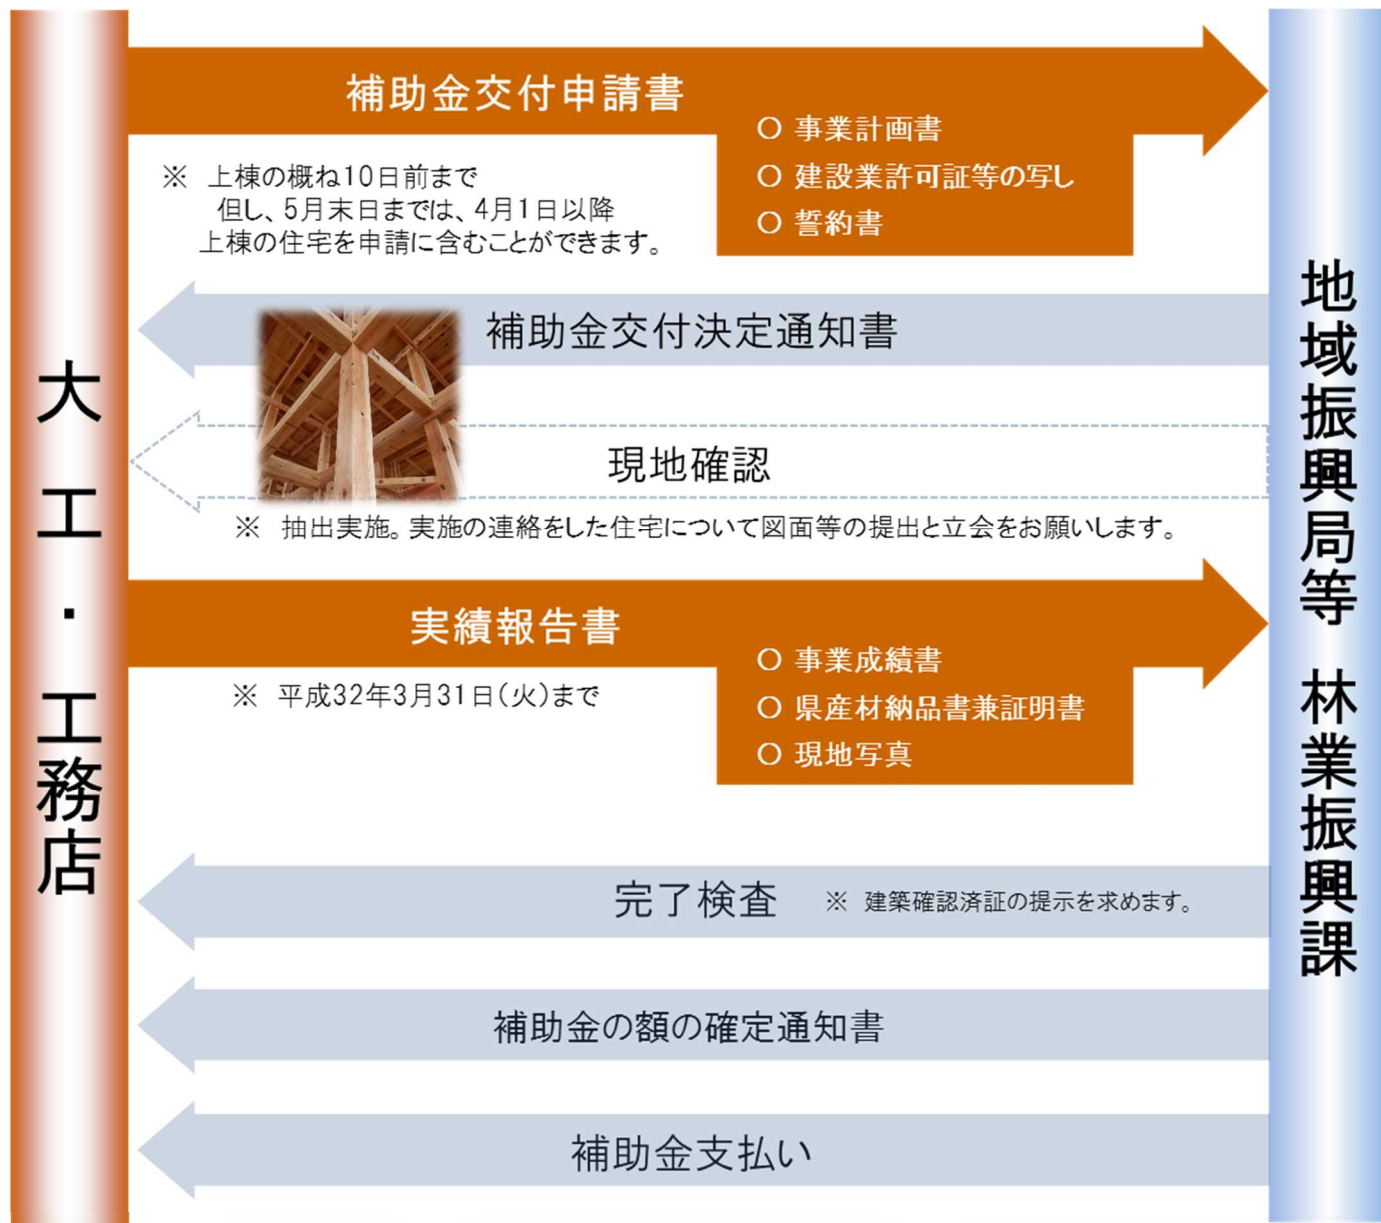 大工・工務店
補助金交付申請書
○ 事業計画書
○ 建設業許可証等の写し
○ 誓約書
※ 上棟の概ね10日前まで
但し、5月末日までは、4月1日以降
上棟の住宅を申請に含むことができます。
補助金交付決定通知書
現地確認
※ 抽出実施。実施の連絡をした住宅について図面等の提出と立会をお願いします。
実績報告書
○ 事業成績書
○ 県産材納品書兼証明書
○ 現地写真
※ 平成32年3月31日(火)まで
完了検査 ※ 建築確認済証の提示を求めます。
補助金の額の確定通知書
補助金支払い
地域振興局等 林業振興課